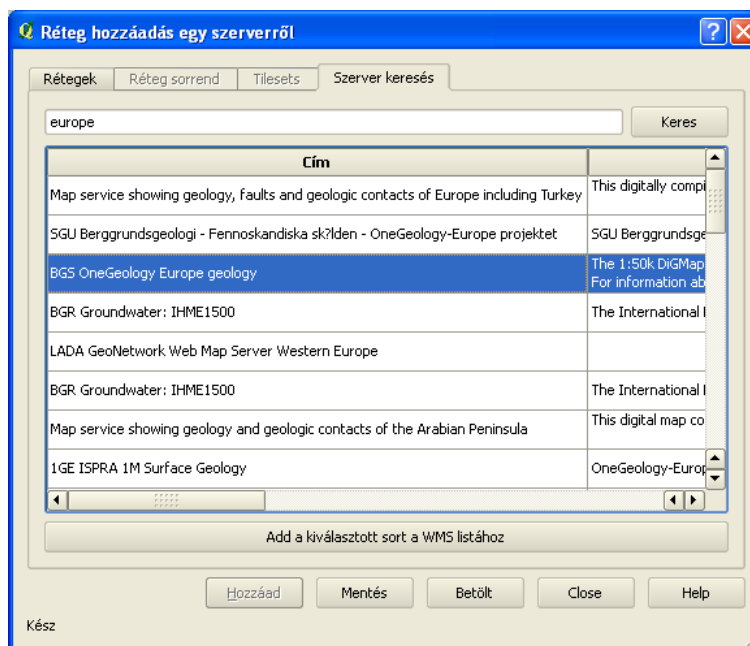 Réteg hozzáadás egy szerverről
Rétegek Réteg sorrend Tilesets Szerver keresés
europe Keres
Cím
Map service showing geology, faults and geologic contacts of Europe including Turkey This digitally compi
SGU Berggrundsgeologi - Fennoskandiska sk?lden - OneGeology-Europe projektet SGU Berggrundsge
BGS OneGeology Europe geology The 1:50k DiGMap
For information ab
BGR Groundwater: IHME1500 The International
LADA GeoNetwork Web Map Server Western Europe
BGR Groundwater: IHME1500 The International
Map service showing geology and geologic contacts of the Arabian Peninsula This digital map co
1GE ISPRA 1M Surface Geology OneGeology-Europ
Add a kiválasztott sort a WMS listához
Hozzáad Mentés Betölt Close Help
Kész